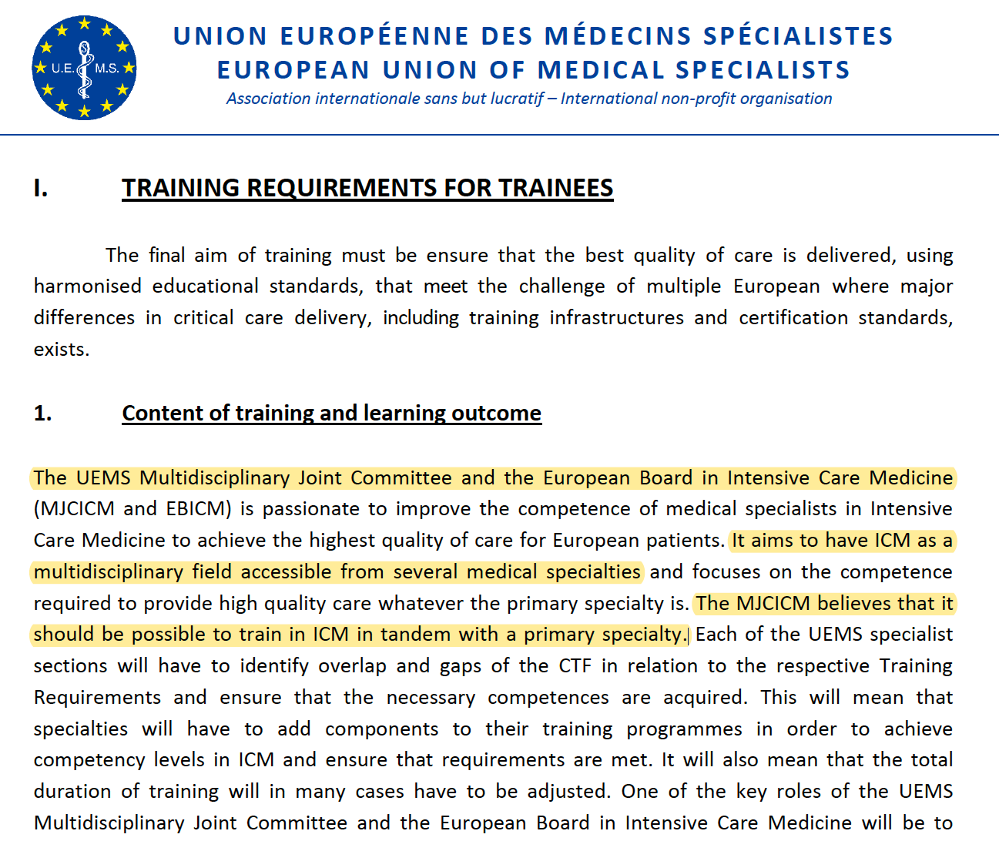 UNION EUROPÉENNE DES MÉDECINS SPÉCIALISTES
EUROPEAN UNION OF MEDICAL SPECIALISTS
Association internationale sans but lucratif – International non-profit organisation
U.E. M.S.
I. TRAINING REQUIREMENTS FOR TRAINEES
The final aim of training must be ensure that the best quality of care is delivered, using
harmonised educational standards, that meet the challenge of multiple European where major
differences in critical care delivery, including training infrastructures and certification standards,
exists.
1. Content of training and learning outcome
The UEMS Multidisciplinary Joint Committee and the European Board in Intensive Care Medicine
(MJCICM and EBICM) is passionate to improve the competence of medical specialists in Intensive
Care Medicine to achieve the highest quality of care for European patients. It aims to have ICM as a
multidisciplinary field accessible from several medical specialties and focuses on the competence
required to provide high quality care whatever the primary specialty is. The MJCICM believes that it
should be possible to train in ICM in tandem with a primary specialty. Each of the UEMS specialist
sections will have to identify overlap and gaps of the CTF in relation to the respective Training
Requirements and ensure that the necessary competences are acquired. This will mean that
specialties will have to add components to their training programmes in order to achieve
competency levels in ICM and ensure that requirements are met. It will also mean that the total
duration of training will in many cases have to be adjusted. One of the key roles of the UEMS
Multidisciplinary Joint Committee and the European Board in Intensive Care Medicine will be to